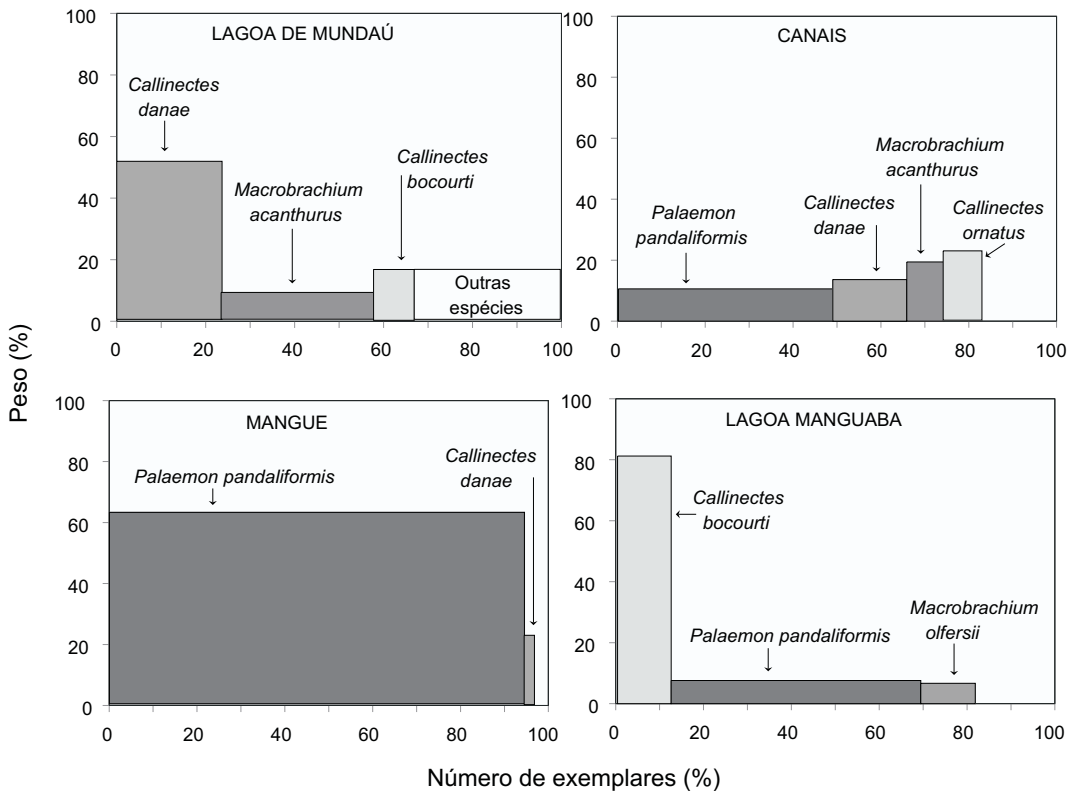 Peso (%)
LAGOA DE MUNDAÚ
100
80
60
40
20
0
Callinectes
danae
Macrobrachium
acanthurus
Callinectes
bocourti
Outras
espécies
0 20 40 60 80 100
CANAIS
100
80
60
40
20
0
Palaemon
pandaliformis
Callinectes
danae
Macrobrachium
acanthurus
Callinectes
ornatus
0 20 40 60 80 100
MANGUE
100
80
60
40
20
0
Palaemon pandaliformis
Callinectes
danae
0 20 40 60 80 100
LAGOA MANGUABA
100
80
60
40
20
0
Callinectes
bocourti
Palaemon pandaliformis
Macrobrachium
olfersii
0 20 40 60 80 100
Número de exemplares (%)